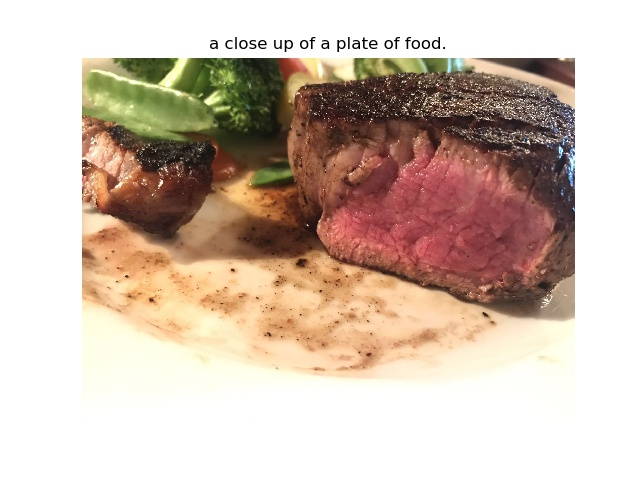 a close up of a plate of food.